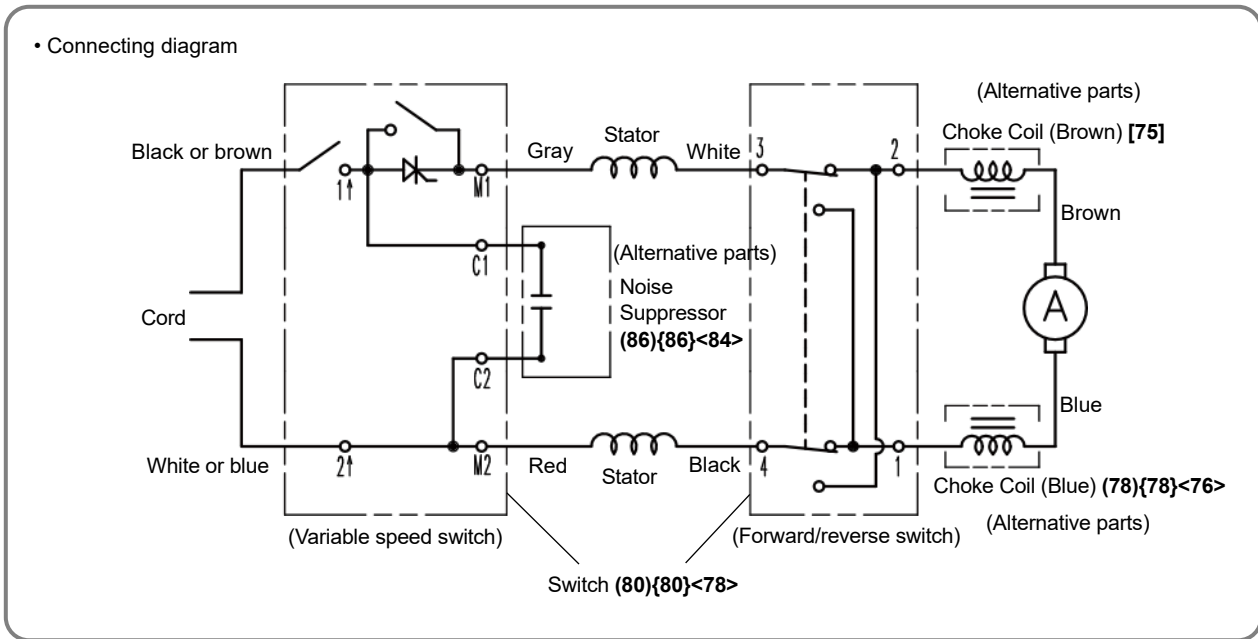 • Connecting diagram
(Alternative parts)
Choke Coil (Brown) [75]
Black or brown
Gray
Stator
White
3
2
1↑
M1
Brown
C1
(Alternative parts)
Noise
Suppressor
(86){86}<84>
A
Cord
C2
Blue
White or blue
2↑
M2
Red
Stator
Black
4
1
Choke Coil (Blue) (78){78}<76>
(Alternative parts)
(Variable speed switch)
(Forward/reverse switch)
Switch (80){80}<78>